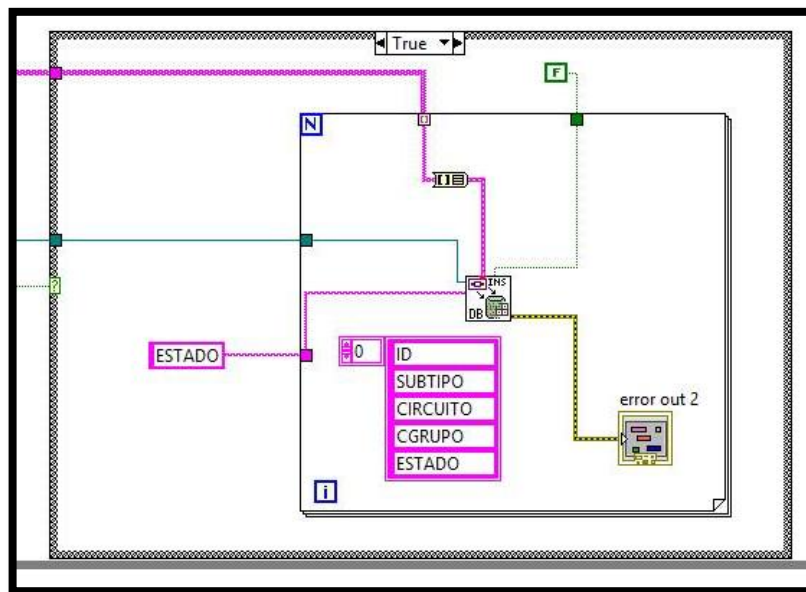 True
F
N
?
INS
DB
ESTADO
0
ID
SUBTIPO
CIRCUITO
CGRUPO
ESTADO
error out 2
i